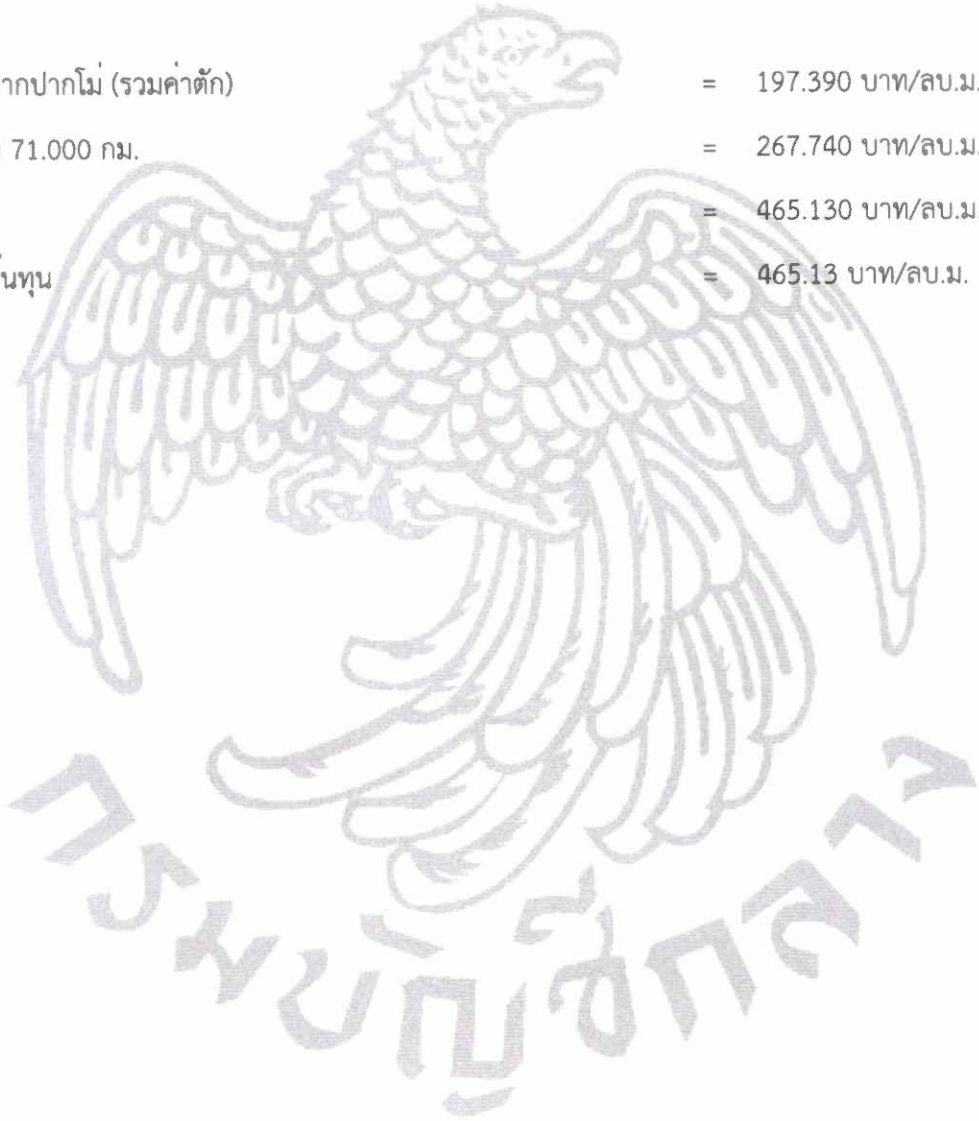 ากปากโม่ (รวมค่าตัก) = 197.390 บาท/ลบ.ม.
71.000 กม. = 267.740 บาท/ลบ.ม.
= 465.130 บาท/ลบ.ม
นทุน = 465.13 บาท/ลบ.ม.
กรมบัญชีกลาง